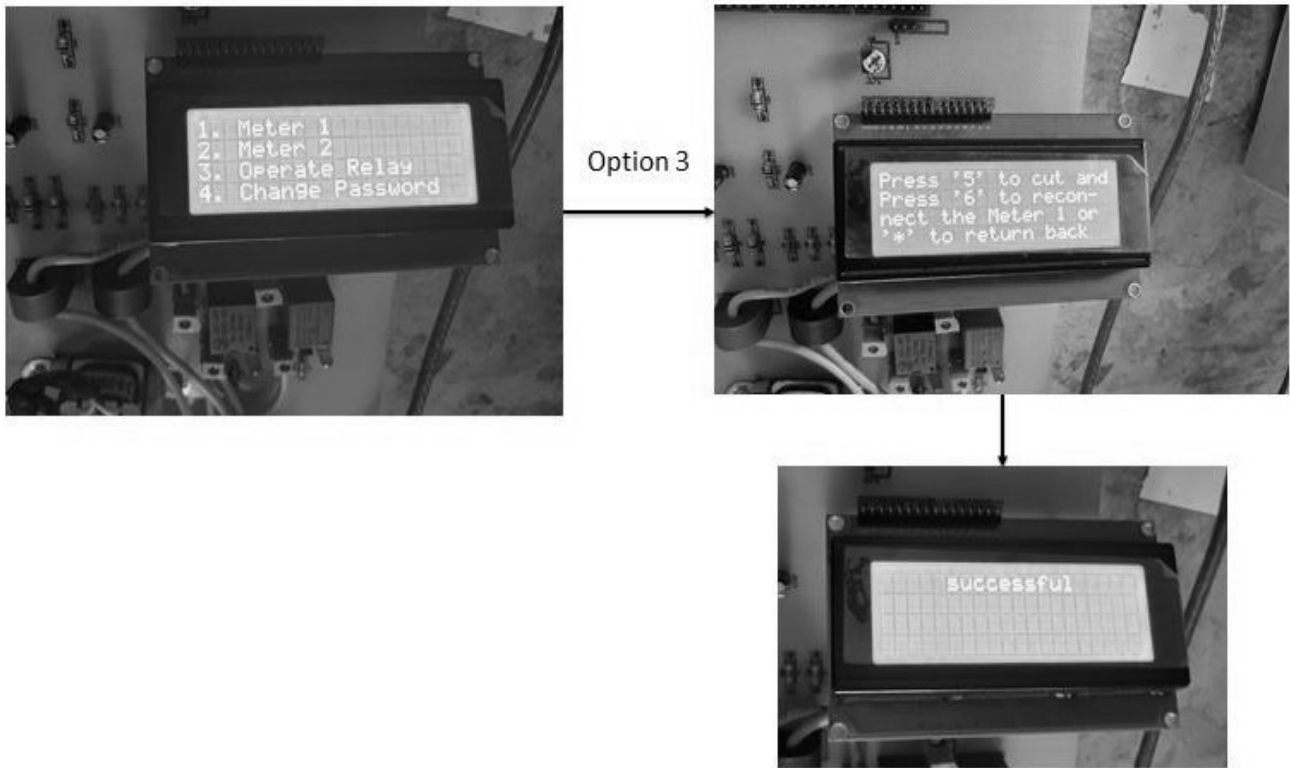 1. Meter 1
2. Meter 2
3. Operate Relay
4. Change Password
Option 3
Press '5' to cut and
Press '6' to recon-
nect the Meter 1 or
'*' to return back
successful